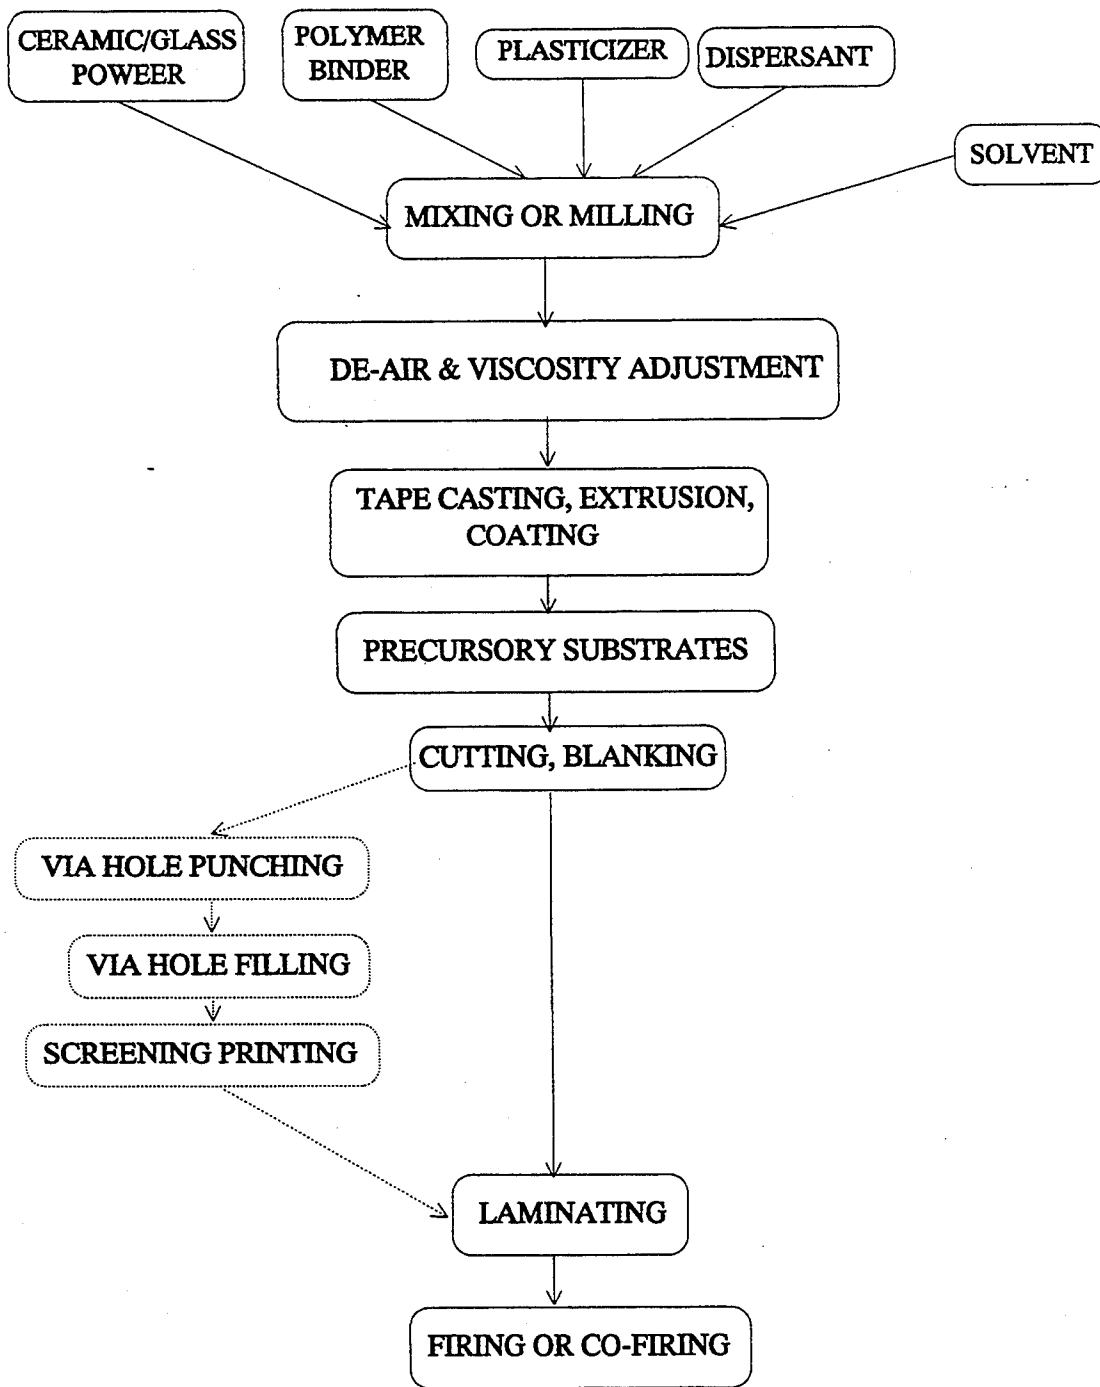 CERAMIC/GLASS
POWEER
POLYMER
BINDER
PLASTICIZER
DISPERSANT
SOLVENT
MIXING OR MILLING
DE-AIR & VISCOSITY ADJUSTMENT
TAPE CASTING, EXTRUSION,
COATING
PRECURSORY SUBSTRATES
CUTTING, BLANKING
VIA HOLE PUNCHING
VIA HOLE FILLING
SCREENING PRINTING
LAMINATING
FIRING OR CO-FIRING